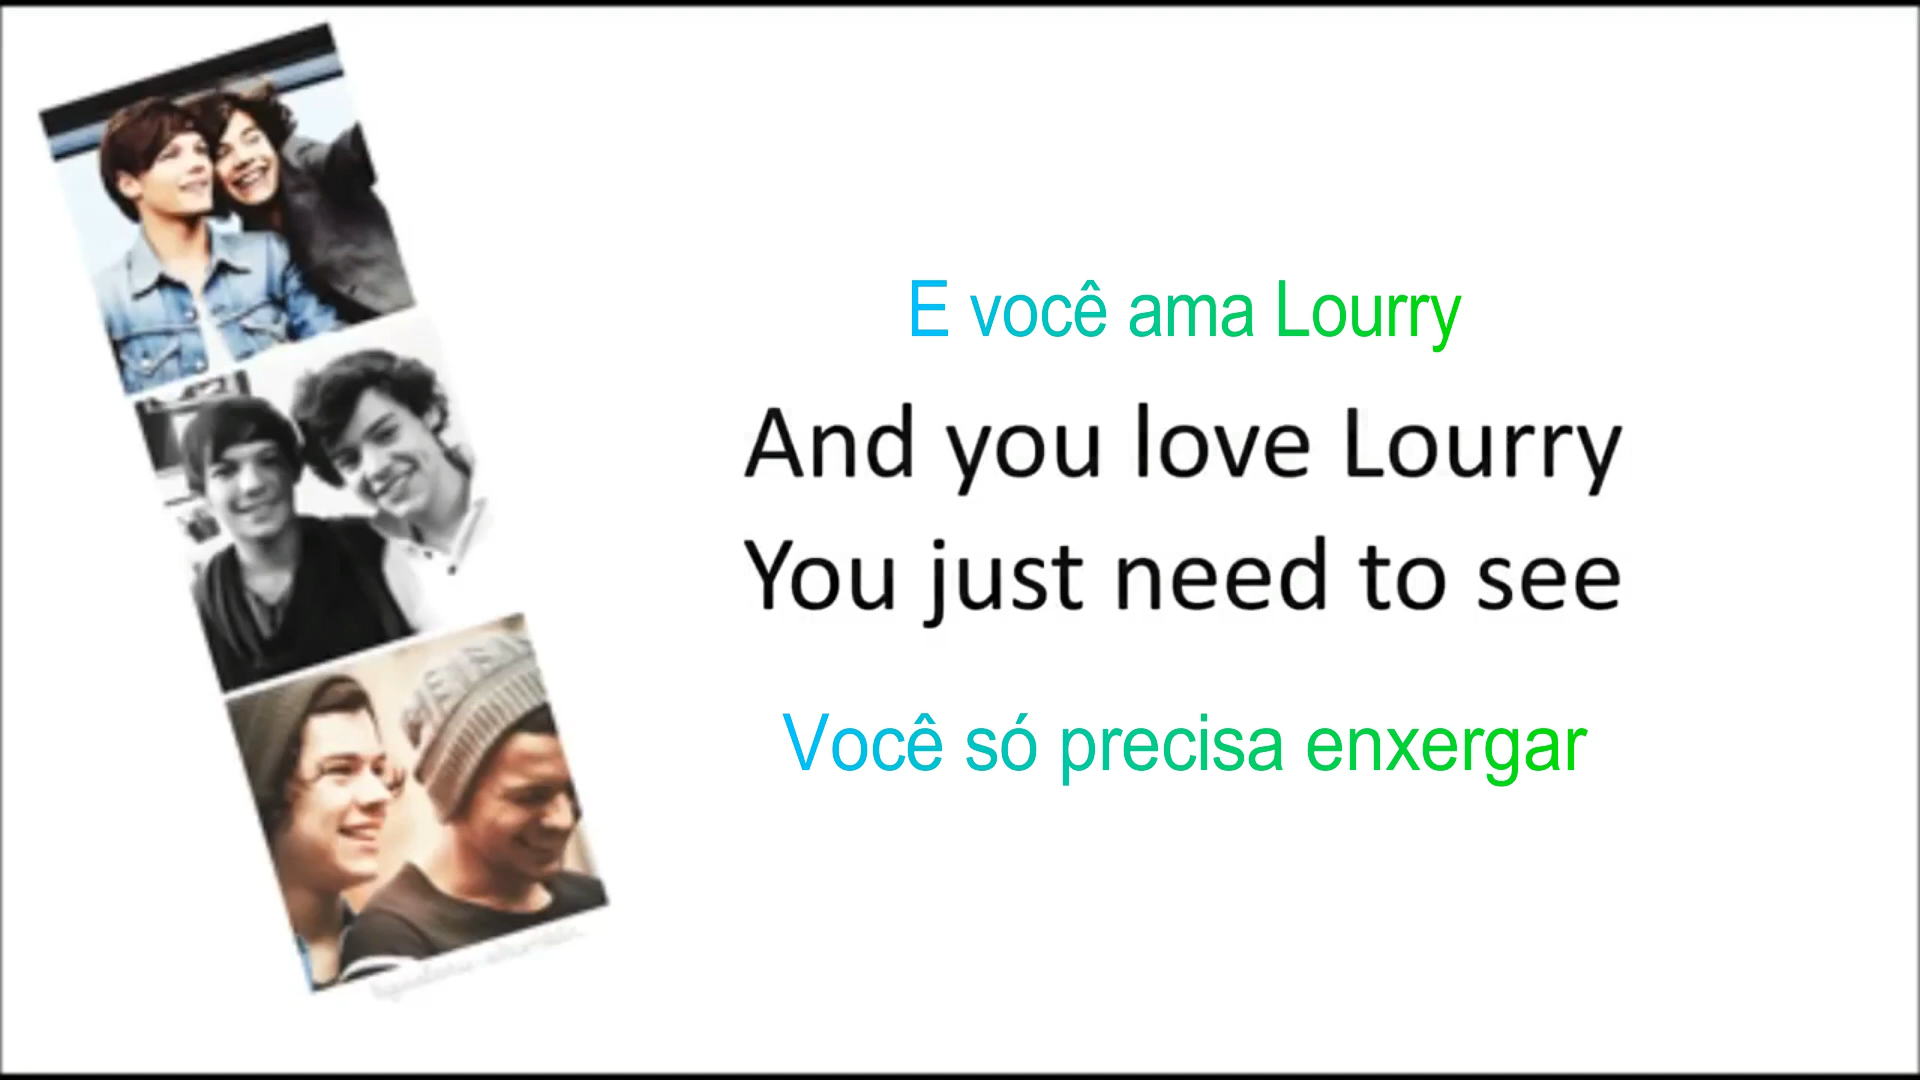 E você ama Lourry
And you love Lourry
You just need to see
Você só precisa enxergar